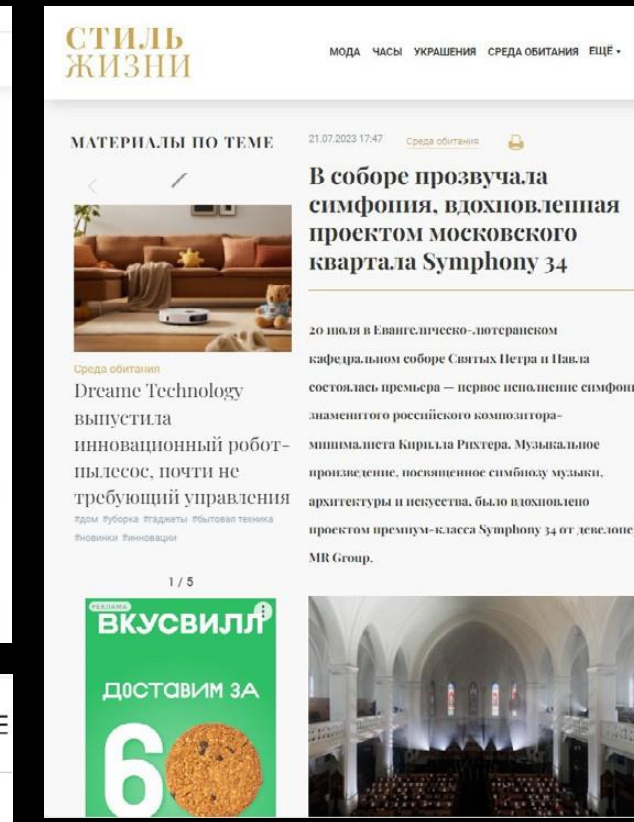 СТИЛЬ
ЖИЗНИ
МОДА ЧАСЫ УКРАШЕНИЯ СРЕДА ОБИТАНИЯ ЕЩЁ
МАТЕРИАЛЫ ПО ТЕМЕ
Среда обитания
Dreame Technology
выпустила
инновационный робот-
пылесос, почти не
требующий управления
#дом #уборка #гаджеты #бытовая техника
#новинки #инновации
1 / 5
РЕКЛАМА
ВКУСВИЛЛ
ДОСТАВИМ ЗА
6
21.07.2023 17:47 Среда обитания
В соборе прозвучала
симфония, вдохновленная
проектом московского
квартала Symphony 34
20 июля в Евангелическо-лютеранском
кафедральном соборе Святых Петра и Павла
состоялась премьера — первое исполнение симфони
знаменитого российского композитора-
минималиста Кирилла Рихтера. Музыкальное
произведение, посвященное симбиозу музыки,
архитектуры и искусства, было вдохновлено
проектом премиум-класса Symphony 34 от девелопе
MR Group.